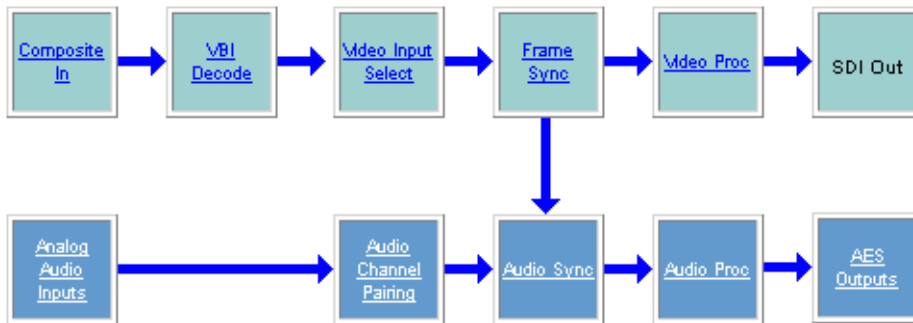 Composite
In
VBI
Decode
Video Input
Select
Frame
Sync
Video Proc
SDI Out
Analog
Audio
Inputs
Audio
Channel
Pairing
Audio Sync
Audio Proc
AES
Outputs